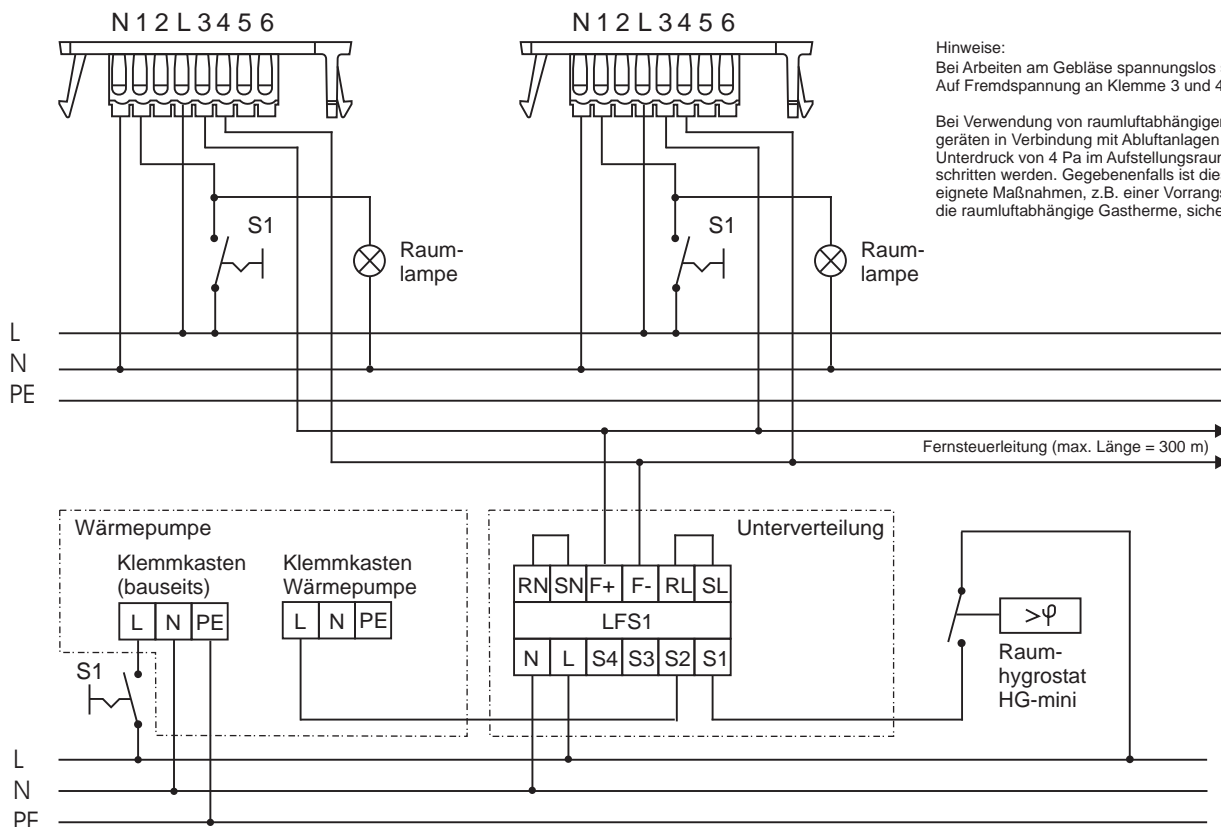 N 1 2 L 3 4 5 6
N 1 2 L 3 4 5 6
Hinweise:
Bei Arbeiten am Gebläse spannungslos
Auf Fremdspannung an Klemme 3 und 4
Bei Verwendung von raumluftabhängigen
geräten in Verbindung mit Abluftanlagen
Unterdruck von 4 Pa im Aufstellungsraum
schritten werden. Gegebenenfalls ist die
eignete Maßnahmen, z.B. einer
die raumluftabhängige Gastherme,
S1
Raum-
lampe
S1
Raum-
lampe
L
N
PE
Fernsteuerleitung (max. Länge = 300 m)
Wärmepumpe
Klemmkasten
(bauseits)
L N PE
Klemmkasten
Wärmepumpe
L N PE
S1
Unterverteilung
RN SN F+ F- RL SL
LFS1
N L S4 S3 S2 S1
>φ
Raum-
hygrostat
HG-mini
L
N
PE